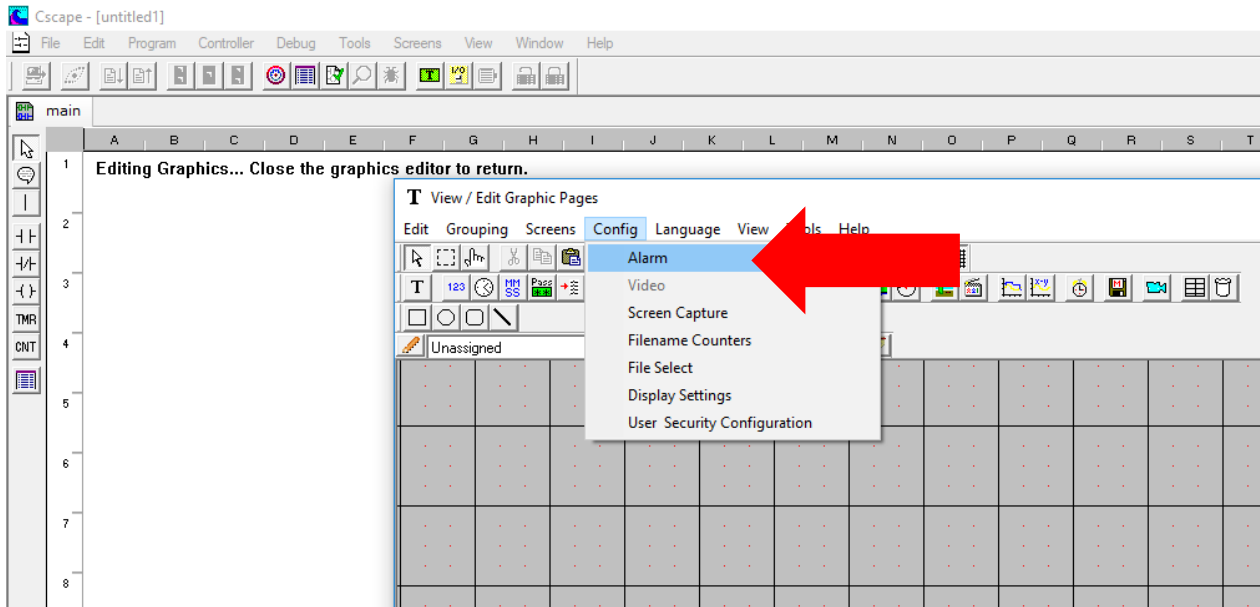 Cscape - [untitled1]
File Edit Program Controller Debug Tools Screens View Window Help
T I/O
main
A B C D E F G H I J K L M N O P Q R S T
1 Editing Graphics... Close the graphics editor to return.
T View / Edit Graphic Pages
2 Edit Grouping Screens Config Language View Help
TMR
CNT
3
4
5
6
7
8
T 123 MM SS Pass ** X-Y M
Unassigned
Alarm
Video
Screen Capture
Filename Counters
File Select
Display Settings
User Security Configuration